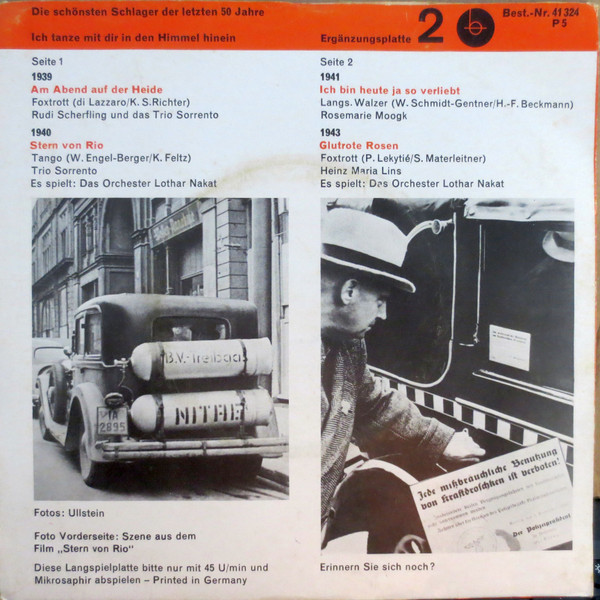 Die schönsten Schlager der letzten 50 Jahre
Ich tanze mit dir in den Himmel hinein
Ergänzungsplatte 2
b
Best.-Nr. 41 324
P 5
Seite 1
1939
Am Abend auf der Heide
Foxtrott (di Lazzaro/K. S. Richter)
Rudi Scherfling und das Trio Sorrento
1940
Stern von Rio
Tango (W. Engel-Berger/K. Feltz)
Trio Sorrento
Es spielt: Das Orchester Lothar Nakat
Seite 2
1941
Ich bin heute ja so verliebt
Langs. Walzer (W. Schmidt-Gentner/H.-F. Beckmann)
Rosemarie Moogk
1943
Glutrote Rosen
Foxtrott (P. Lekytié/S. Materleitner)
Heinz Maria Lins
Es spielt: Das Orchester Lothar Nakat
B.V.-Treibgas
MITAG
IA
2895
Jede mißbräuchliche Benutzung
von Kraftdroschken ist verboten!
Der Polizeipräsident
Fotos: Ullstein
Foto Vorderseite: Szene aus dem
Film „Stern von Rio“
Diese Langspielplatte bitte nur mit 45 U/min und
Mikrosaphir abspielen – Printed in Germany
Erinnern Sie sich noch?